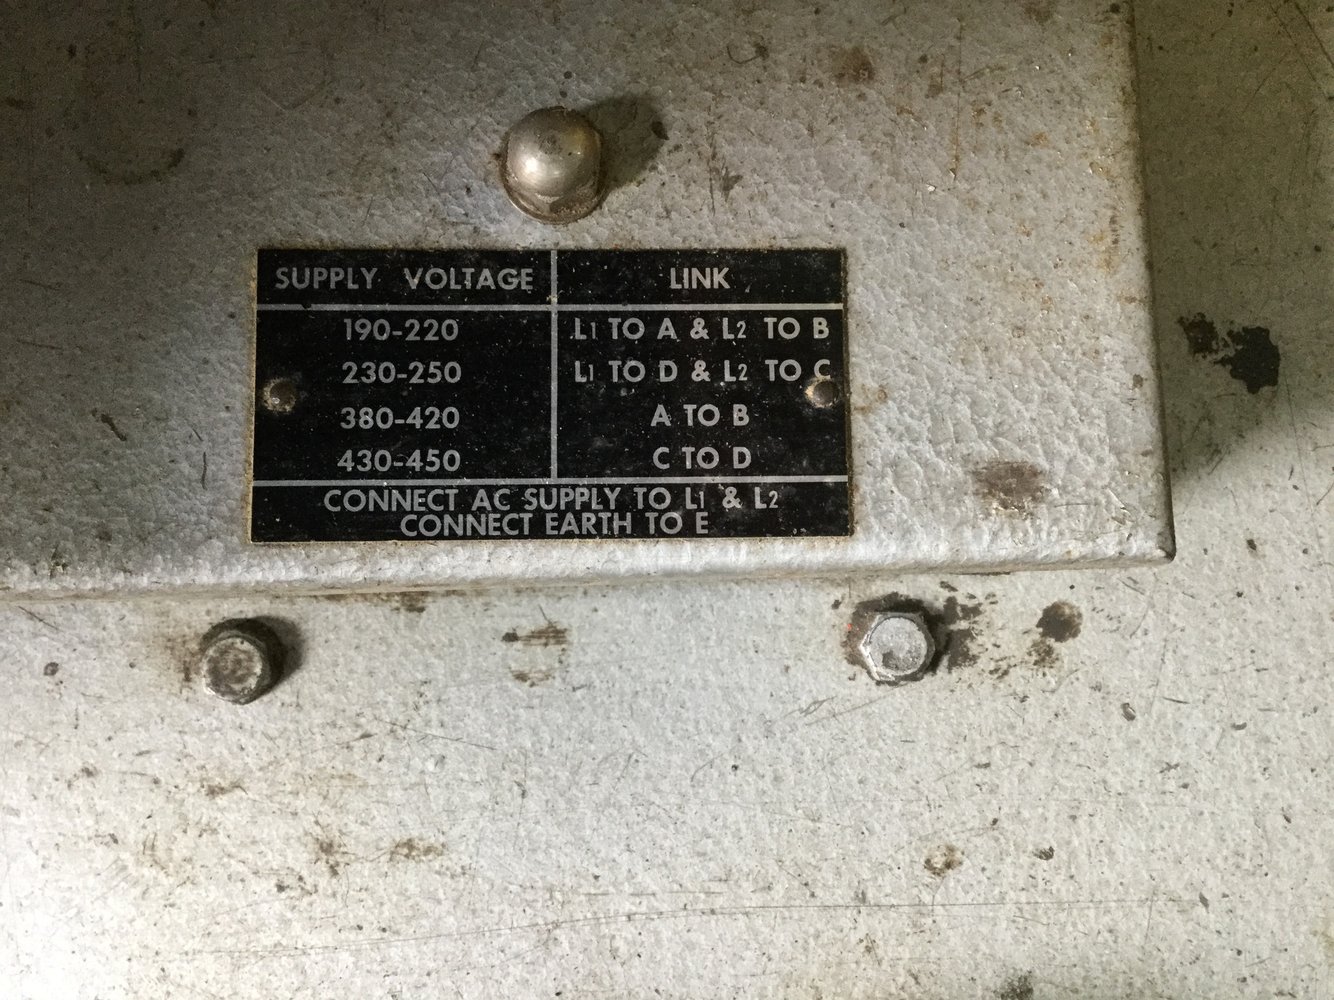 SUPPLY VOLTAGE LINK
190-220 L1 TO A & L2 TO B
230-250 L1 TO D & L2 TO C
380-420 A TO B
430-450 C TO D
CONNECT AC SUPPLY TO L1 & L2
CONNECT EARTH TO E